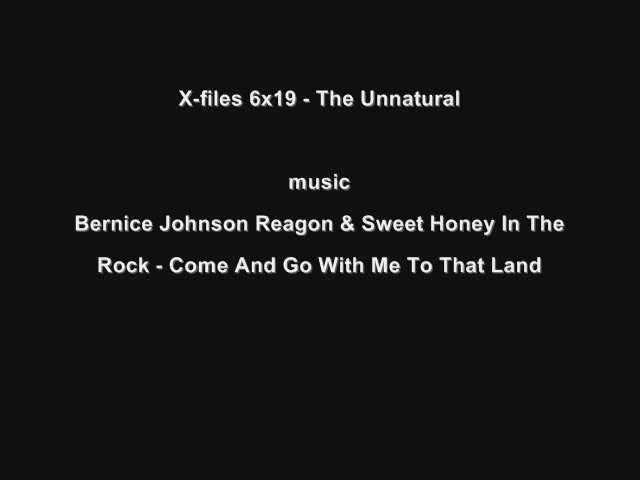 X-files 6x19 - The Unnatural
music
Bernice Johnson Reagon & Sweet Honey In The
Rock - Come And Go With Me To That Land